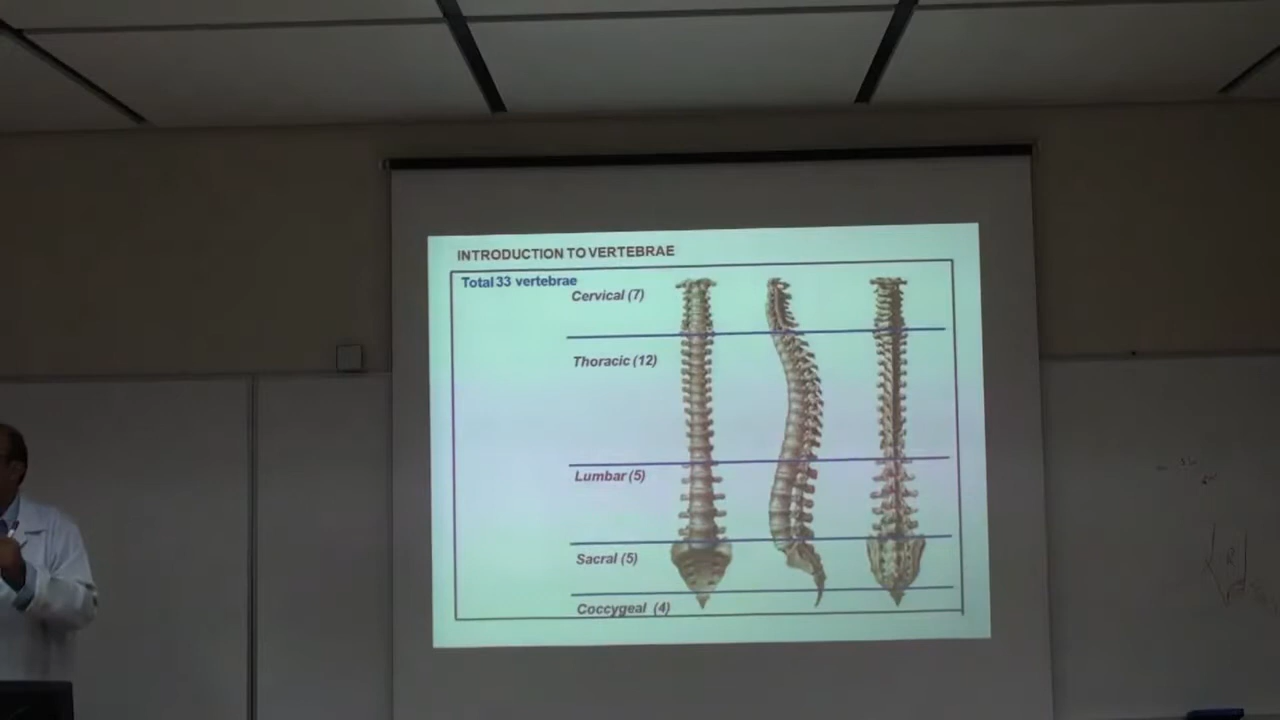 INTRODUCTION TO VERTEBRAE
Total 33 vertebrae
Cervical (7)
Thoracic (12)
Lumbar (5)
Sacral (5)
Coccygeal (4)